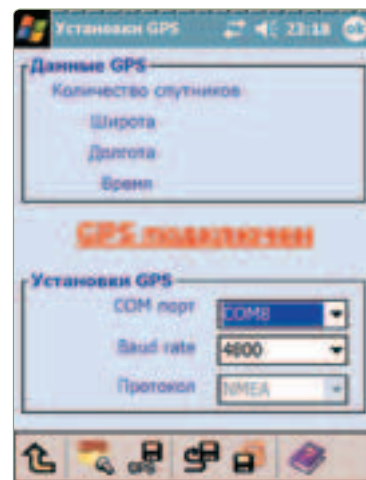 Установки GPS 23:18 ok
Данные GPS
Количество спутников
Широта
Долгота
Время
GPS подключен
Установки GPS
COM порт COM8
Baud rate 4800
Протокол NMEA
GPS